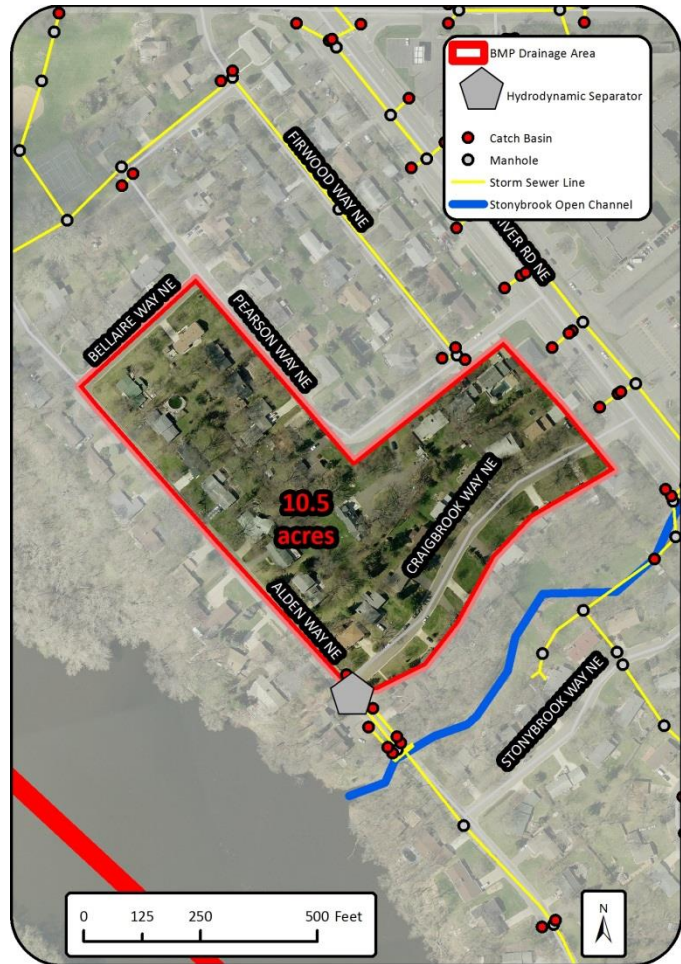 BMP Drainage Area
Hydrodynamic Separator
Catch Basin
Manhole
Storm Sewer Line
Stonybrook Open Channel
FIRWOOD WAY NE
RIVER RD NE
BELLAIRE WAY NE
PEARSON WAY NE
10.5
acres
CRAIGBROOK WAY NE
ALDEN WAY NE
STONYBROOK WAY NE
0 125 250 500 Feet
N